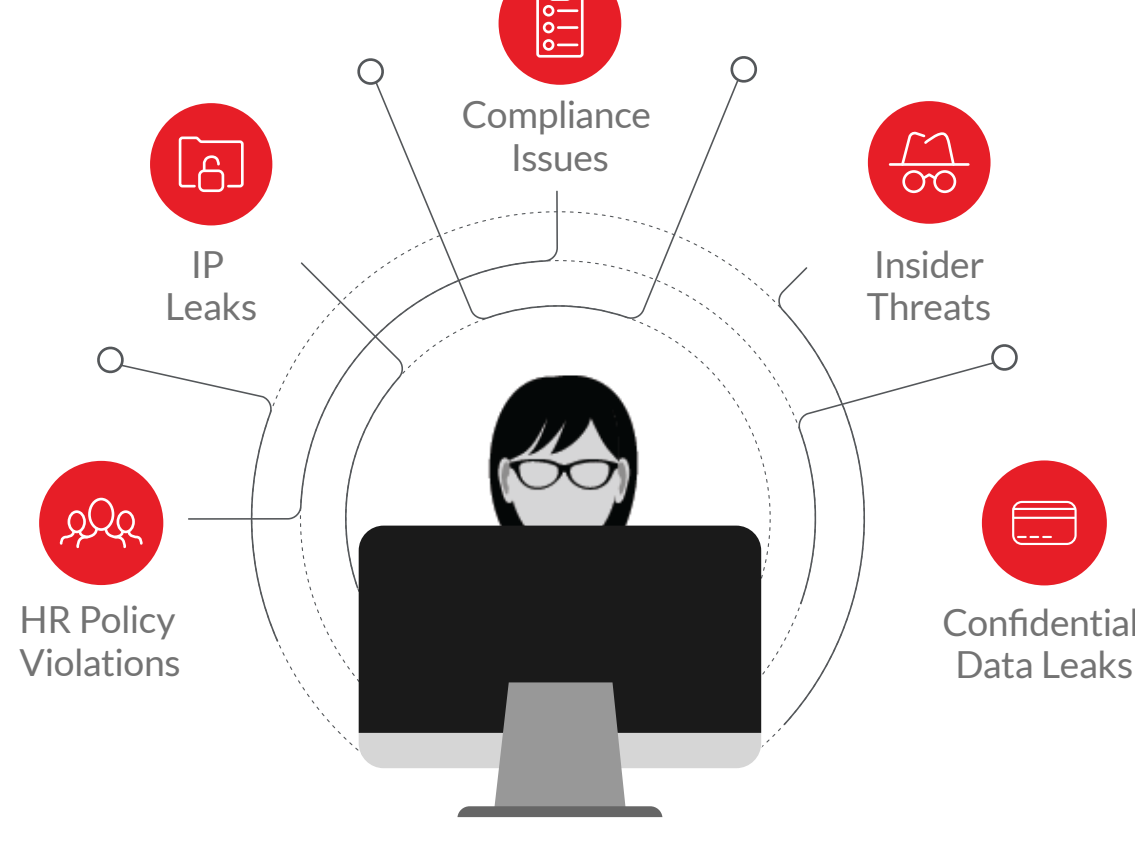 Compliance
Issues
IP
Leaks
Insider
Threats
HR Policy
Violations
Confidential
Data Leaks